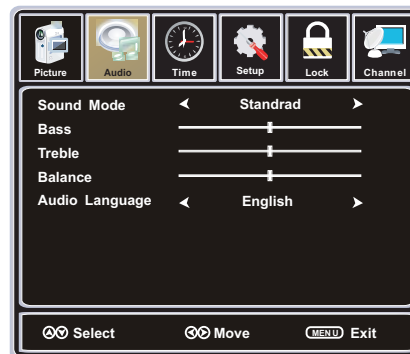 Picture Audio Time Setup Lock Channel
Sound Mode Standrad
Bass
Treble
Balance
Audio Language English
Select Move MENU Exit